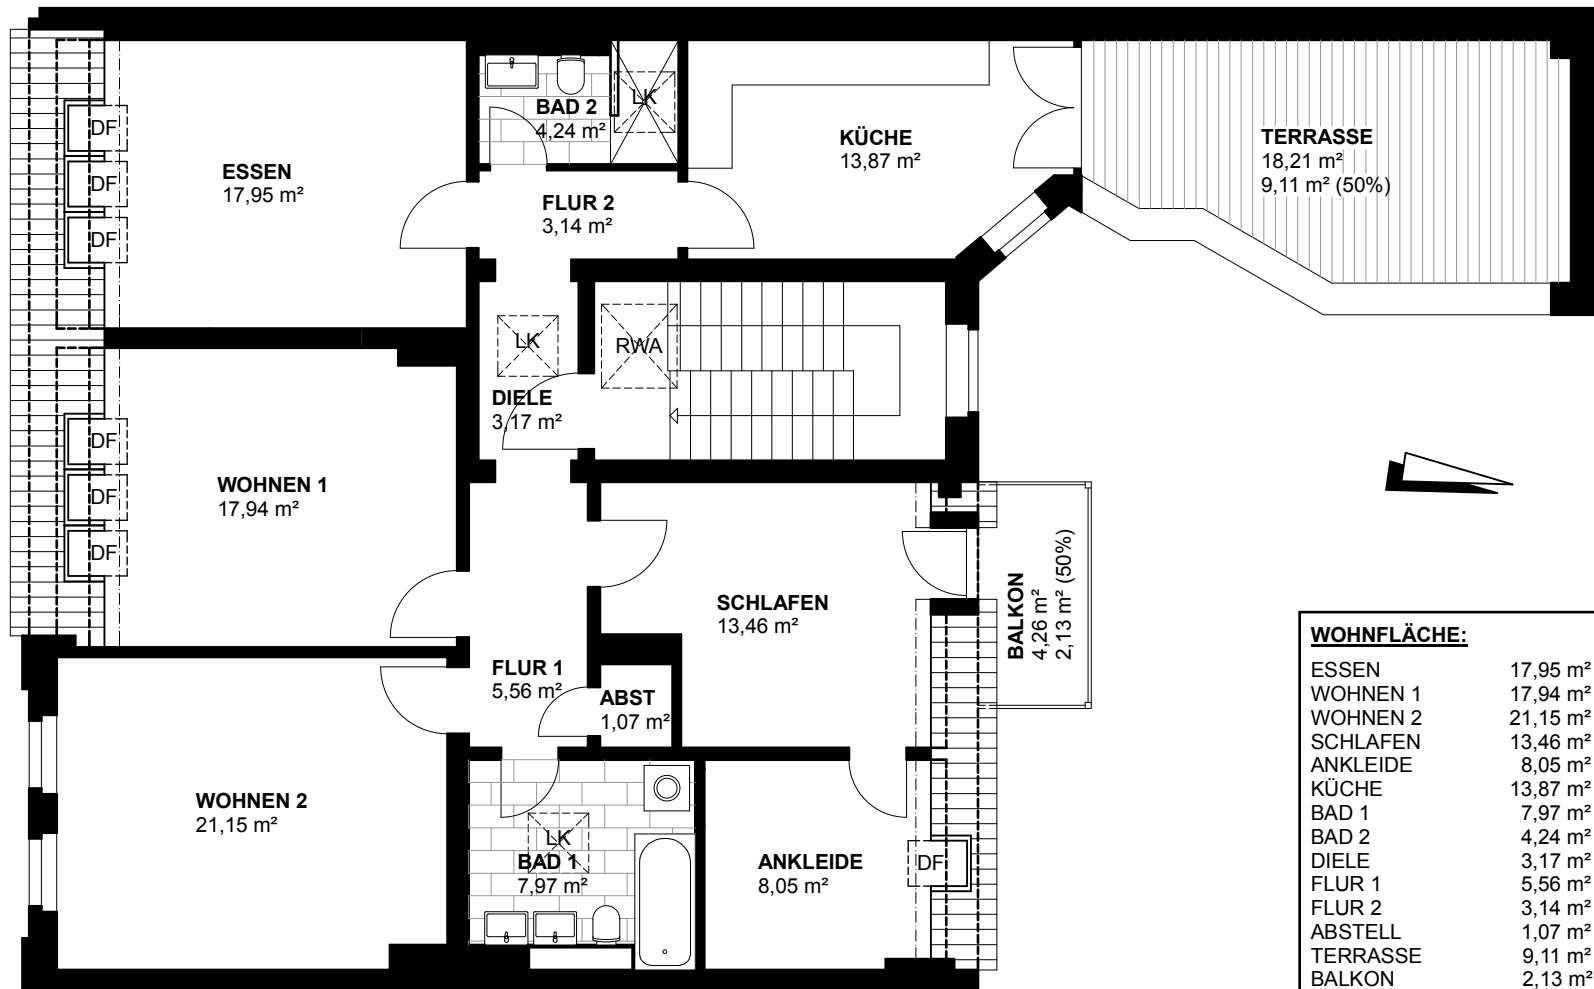 DF
DF
DF
ESSEN
17,95 m²
BAD 2
4,24 m²
LK
KÜCHE
13,87 m²
TERRASSE
18,21 m²
9,11 m² (50%)
FLUR 2
3,14 m²
LK
RWA
DIELE
3,17 m²
DF
DF
DF
WOHNEN 1
17,94 m²
SCHLAFEN
13,46 m²
BALKON
4,26 m²
2,13 m² (50%)
FLUR 1
5,56 m²
ABST
1,07 m²
WOHNEN 2
21,15 m²
LK
BAD 1
7,97 m²
ANKLEIDE
8,05 m²
DF
WOHNFLÄCHE:
ESSEN 17,95 m²
WOHNEN 1 17,94 m²
WOHNEN 2 21,15 m²
SCHLAFEN 13,46 m²
ANKLEIDE 8,05 m²
KÜCHE 13,87 m²
BAD 1 7,97 m²
BAD 2 4,24 m²
DIELE 3,17 m²
FLUR 1 5,56 m²
FLUR 2 3,14 m²
ABSTELL 1,07 m²
TERRASSE 9,11 m²
BALKON 2,13 m²